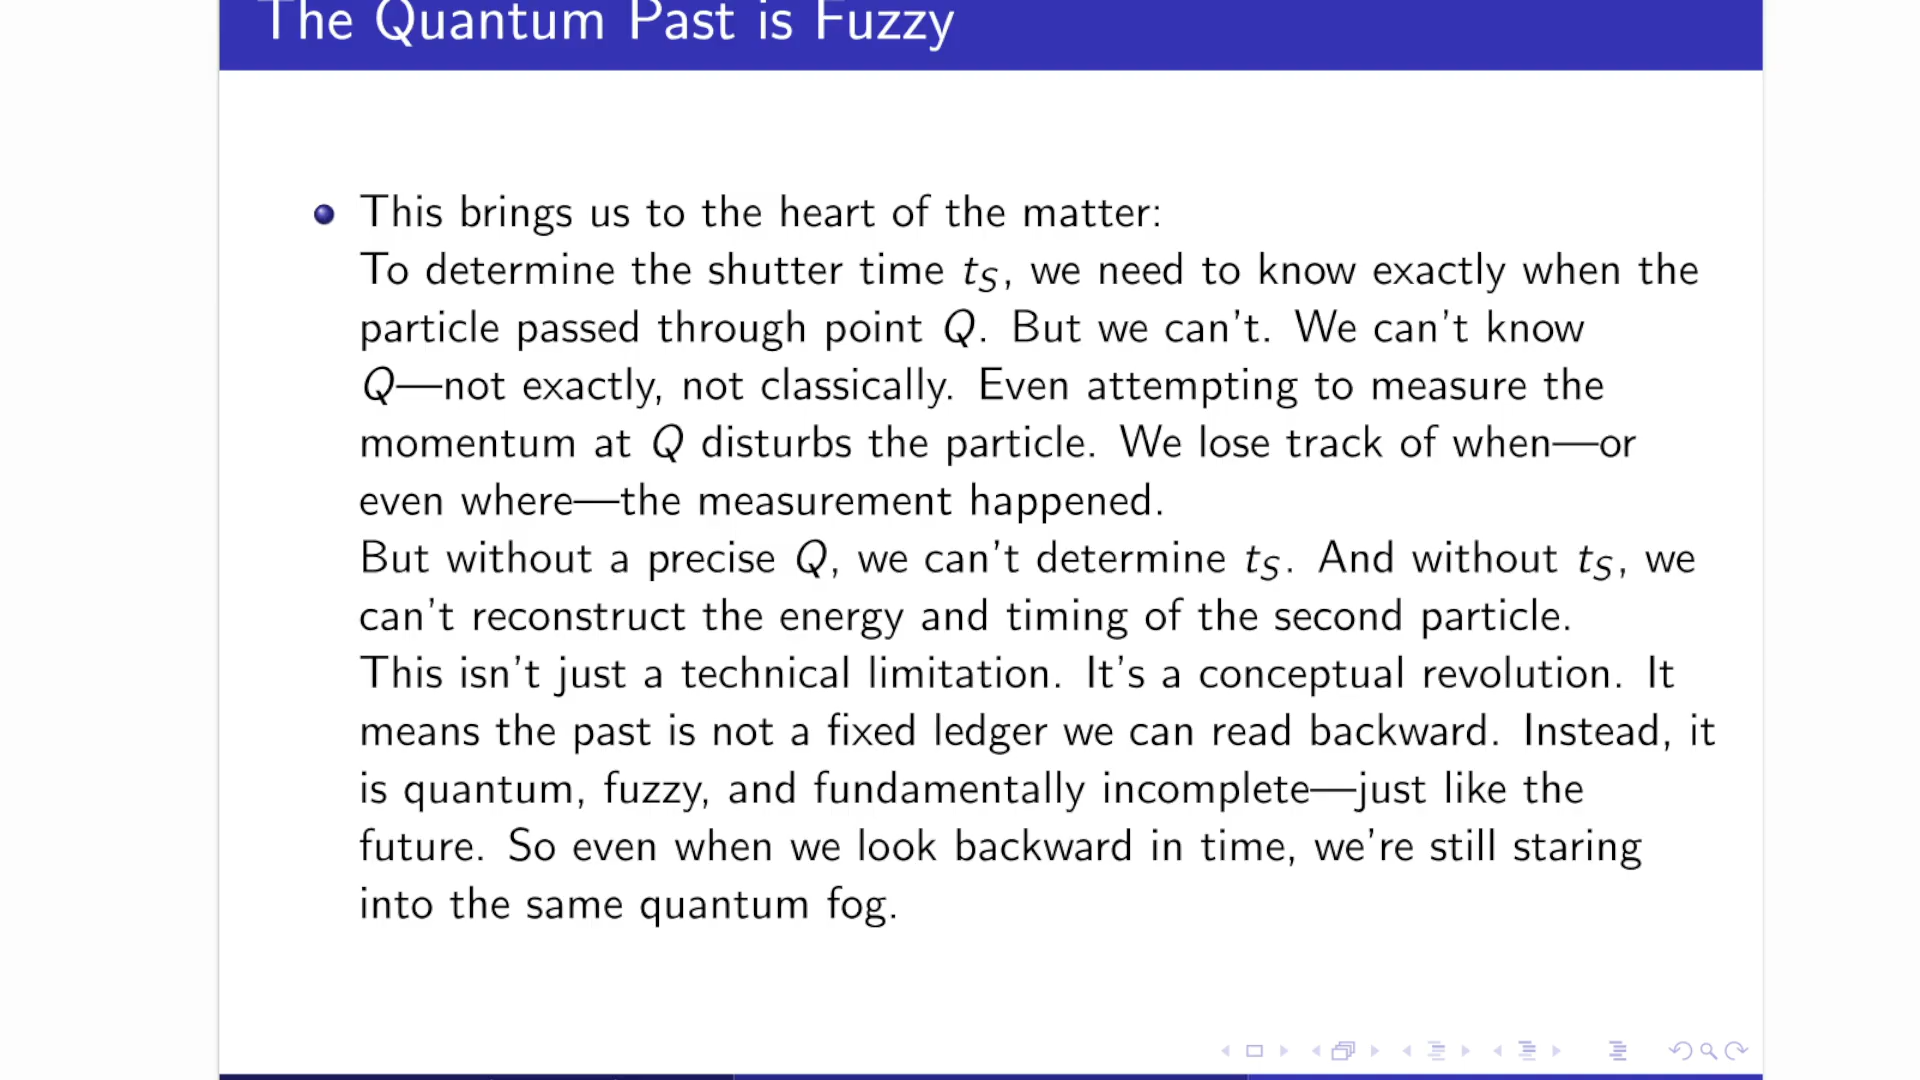 The Quantum Past is Fuzzy
This brings us to the heart of the matter:
To determine the shutter time tS, we need to know exactly when the
particle passed through point Q. But we can't. We can't know
Q—not exactly, not classically. Even attempting to measure the
momentum at Q disturbs the particle. We lose track of when—or
even where—the measurement happened.
But without a precise Q, we can't determine tS. And without tS, we
can't reconstruct the energy and timing of the second particle.
This isn't just a technical limitation. It's a conceptual revolution. It
means the past is not a fixed ledger we can read backward. Instead, it
is quantum, fuzzy, and fundamentally incomplete—just like the
future. So even when we look backward in time, we're still staring
into the same quantum fog.